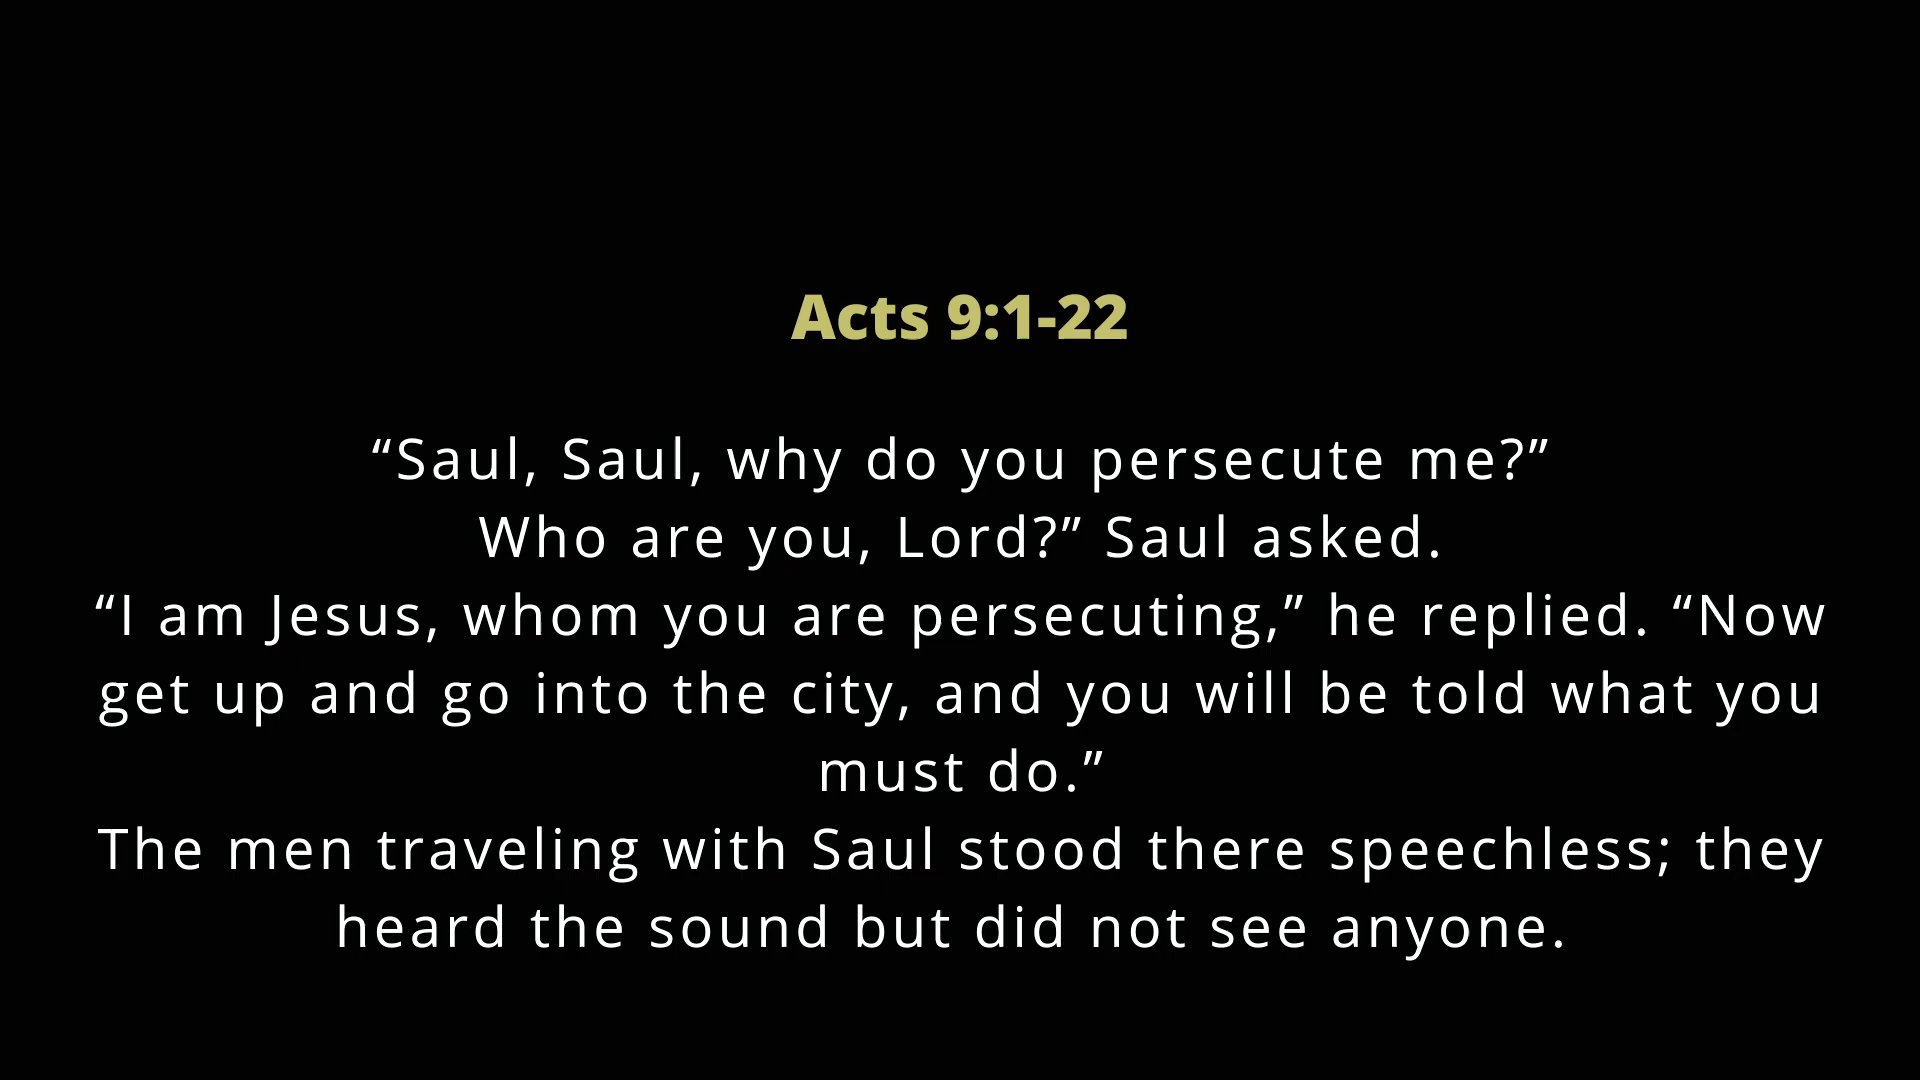 Acts 9:1-22
“Saul, Saul, why do you persecute me?”
Who are you, Lord?” Saul asked.
“I am Jesus, whom you are persecuting,” he replied. “Now
get up and go into the city, and you will be told what you
must do.”
The men traveling with Saul stood there speechless; they
heard the sound but did not see anyone.